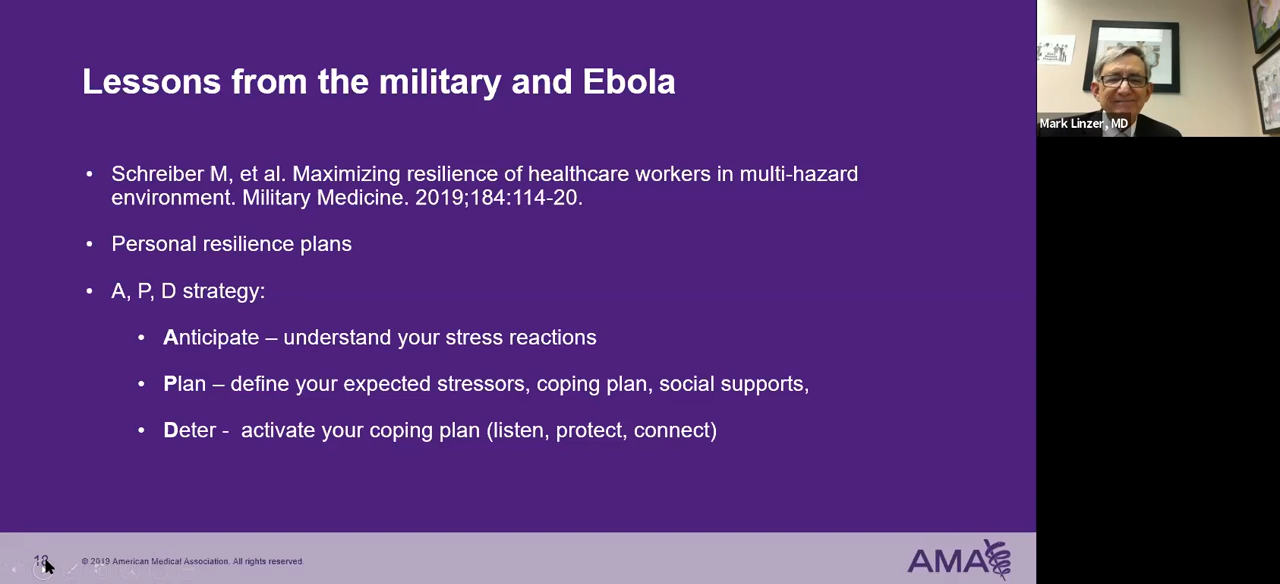 Lessons from the military and Ebola
Mark Linzer, MD
• Schreiber M, et al. Maximizing resilience of healthcare workers in multi-hazard
environment. Military Medicine. 2019;184:114-20.
• Personal resilience plans
• A, P, D strategy:
• Anticipate – understand your stress reactions
• Plan – define your expected stressors, coping plan, social supports,
• Deter - activate your coping plan (listen, protect, connect)
© 2019 American Medical Association. All rights reserved.
AMA